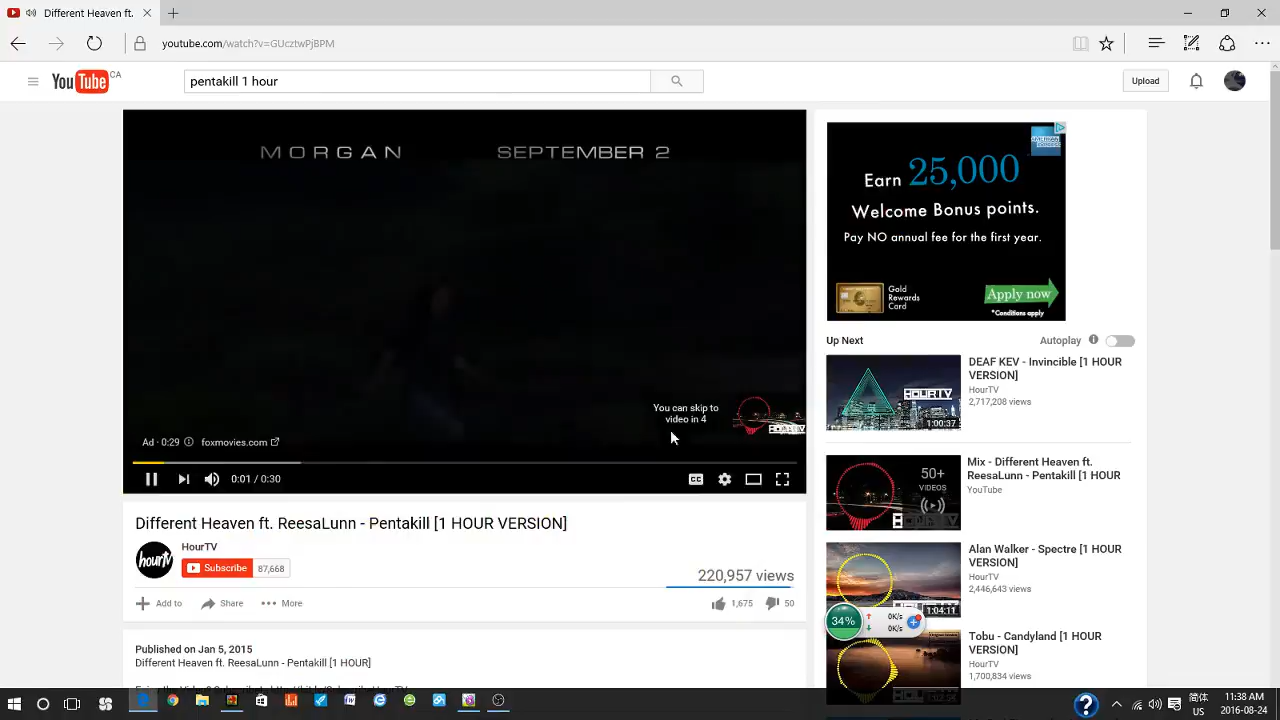 Different Heaven ft.
youtube.com/watch?v=GUcztwPjBPM
YouTube CA
pentakill 1 hour
Upload
MORGAN SEPTEMBER 2
You can skip to
video in 4
Ad · 0:29
foxmovies.com
0:01 / 0:30
CC
Different Heaven ft. ReesaLunn - Pentakill [1 HOUR VERSION]
hourtv
HourTV
Subscribe 87,668
220,957 views
Add to
Share
More
1,675
50
Published on Jan 5, 2015
Different Heaven ft. ReesaLunn - Pentakill [1 HOUR]
Earn 25,000
Welcome Bonus points.
Pay NO annual fee for the first year.
Gold
Rewards
Card
Apply now
*Conditions apply
Up Next
Autoplay
DEAF KEV - Invincible [1 HOUR
VERSION]
HourTV
2,717,208 views
HOURTV
1:00:37
Mix - Different Heaven ft.
ReesaLunn - Pentakill [1 HOUR
YouTube
50+
VIDEOS
Alan Walker - Spectre [1 HOUR
VERSION]
HourTV
2,446,643 views
1:04:11
34%
0K/s
0K/s
Tobu - Candyland [1 HOUR
VERSION]
HourTV
1,700,834 views
ENG
US
11:38 AM
2016-08-24